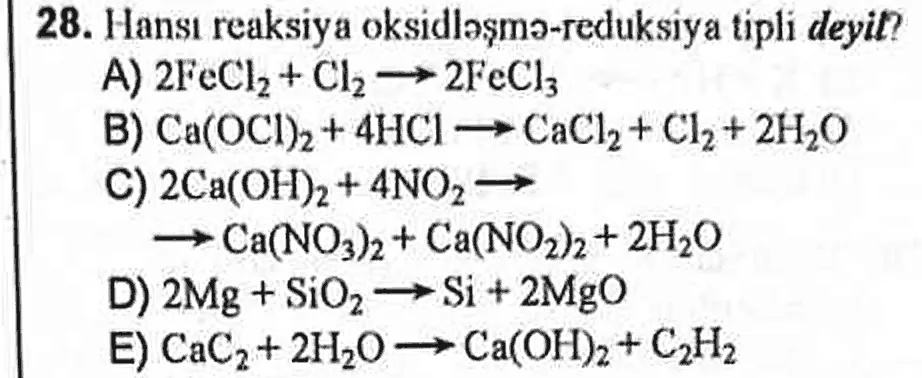 28. Hansı reaksiya oksidləşmə-reduksiya tipli deyil?
A) 2FeCl₂ + Cl₂ → 2FeCl₃
B) Ca(OCl)₂ + 4HCl → CaCl₂ + Cl₂ + 2H₂O
C) 2Ca(OH)₂ + 4NO₂ →
→ Ca(NO₃)₂ + Ca(NO₂)₂ + 2H₂O
D) 2Mg + SiO₂ → Si + 2MgO
E) CaC₂ + 2H₂O → Ca(OH)₂ + C₂H₂